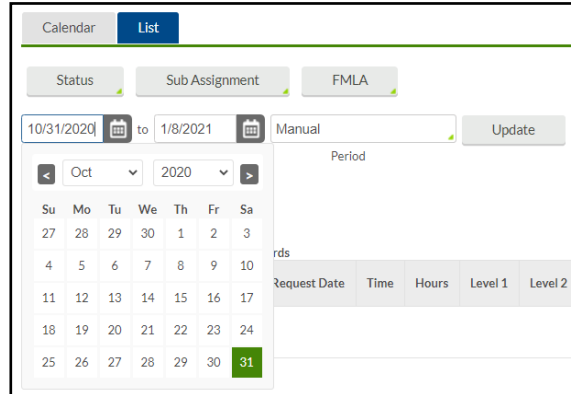 Calendar List
Status Sub Assignment FMLA
10/31/2020 to 1/8/2021 Manual Update
Period
< Oct 2020 >
Su Mo Tu We Th Fr Sa
27 28 29 30 1 2 3
rds
4 5 6 7 8 9 10
Request Date Time Hours Level 1 Level 2
11 12 13 14 15 16 17
18 19 20 21 22 23 24
25 26 27 28 29 30 31